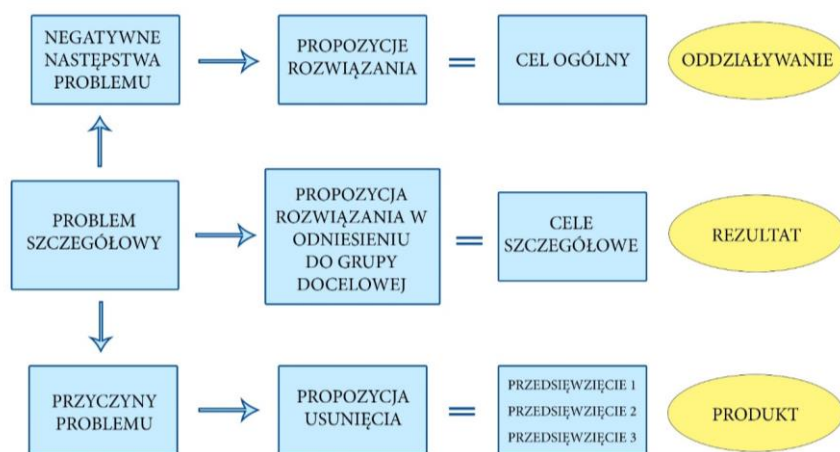 NEGATYWNE
NASTĘPSTWA
PROBLEMU
PROPOZYCJE
ROZWIĄZANIA
=
CEL OGÓLNY
ODDZIAŁYWANIE
PROBLEM
SZCZEGÓŁOWY
PROPOZYCJA
ROZWIĄZANIA W
ODNIESIENIU
DO GRUPY
DOCELOWEJ
=
CELE
SZCZEGÓŁOWE
REZULTAT
PRZYCZYNY
PROBLEMU
PROPOZYCJA
USUNIĘCIA
=
PRZEDSIĘWZIĘCIE 1
PRZEDSIĘWZIĘCIE 2
PRZEDSIĘWZIĘCIE 3
PRODUKT